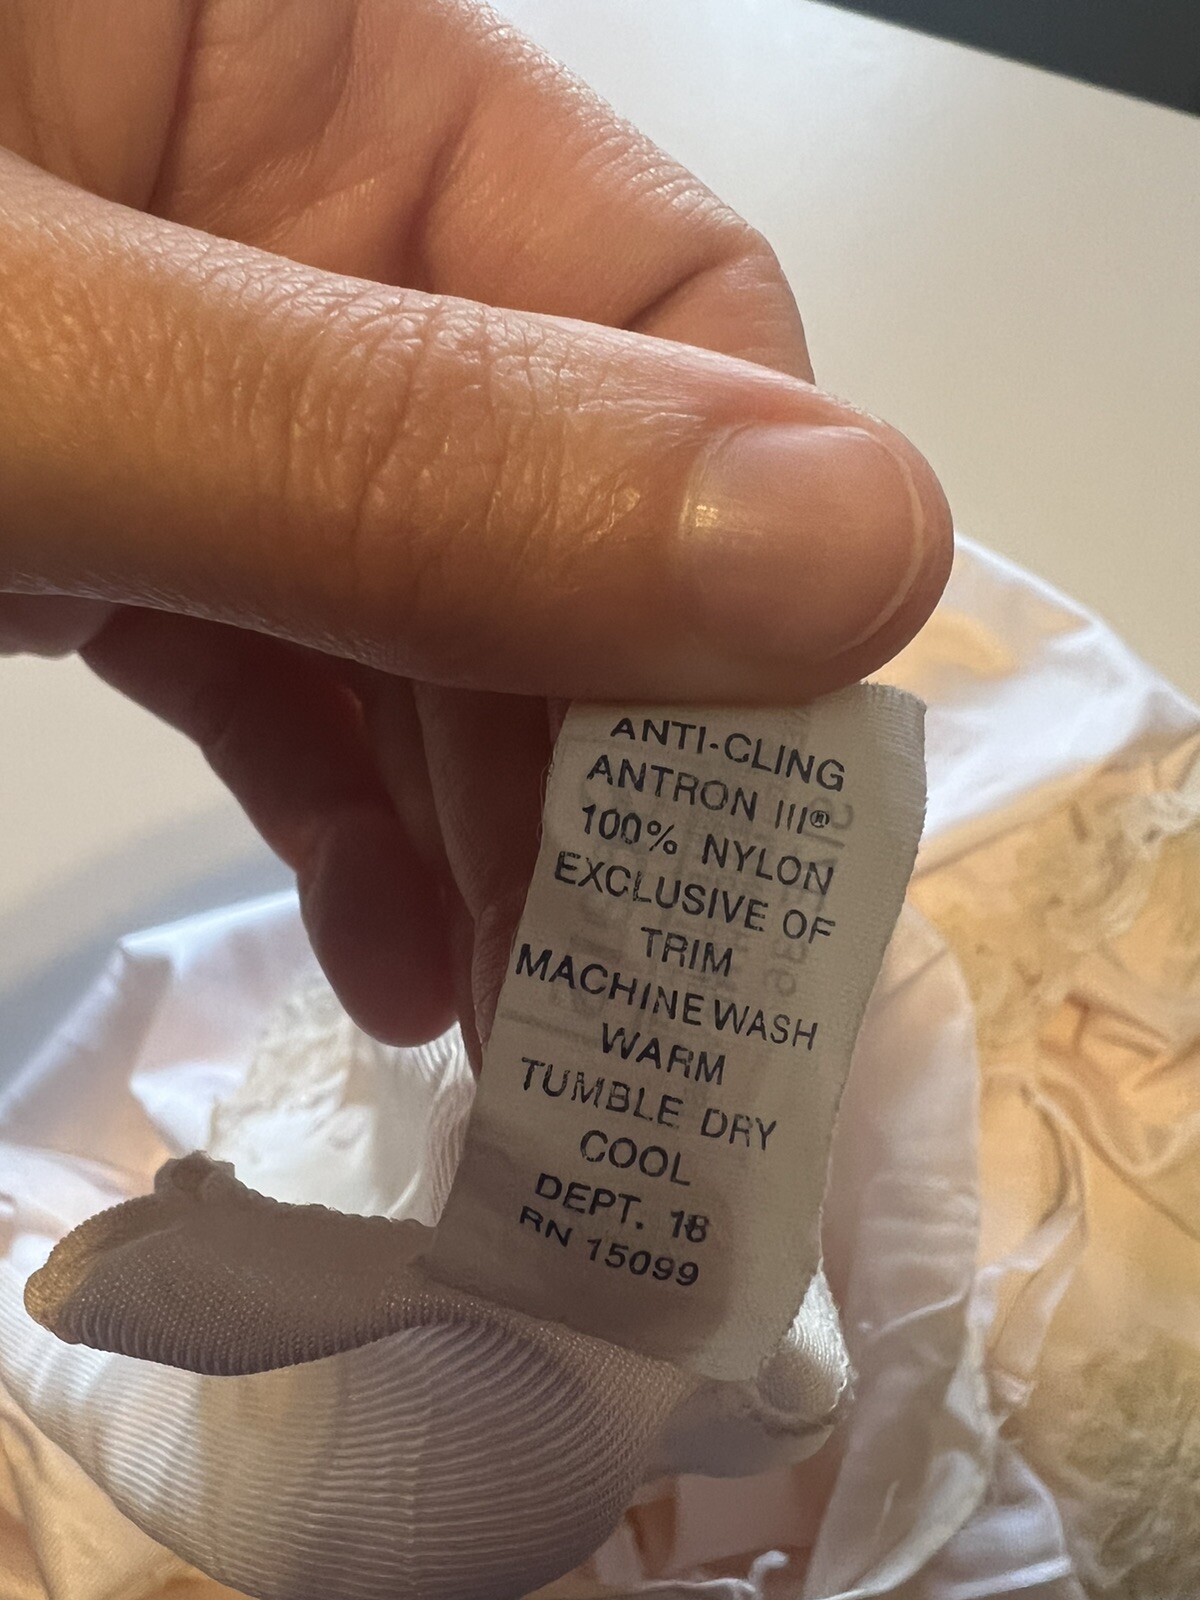 ANTI-CLING
ANTRON III®
100% NYLON
EXCLUSIVE OF
TRIM
MACHINE WASH
WARM
TUMBLE DRY
COOL
DEPT. 18
RN 15099